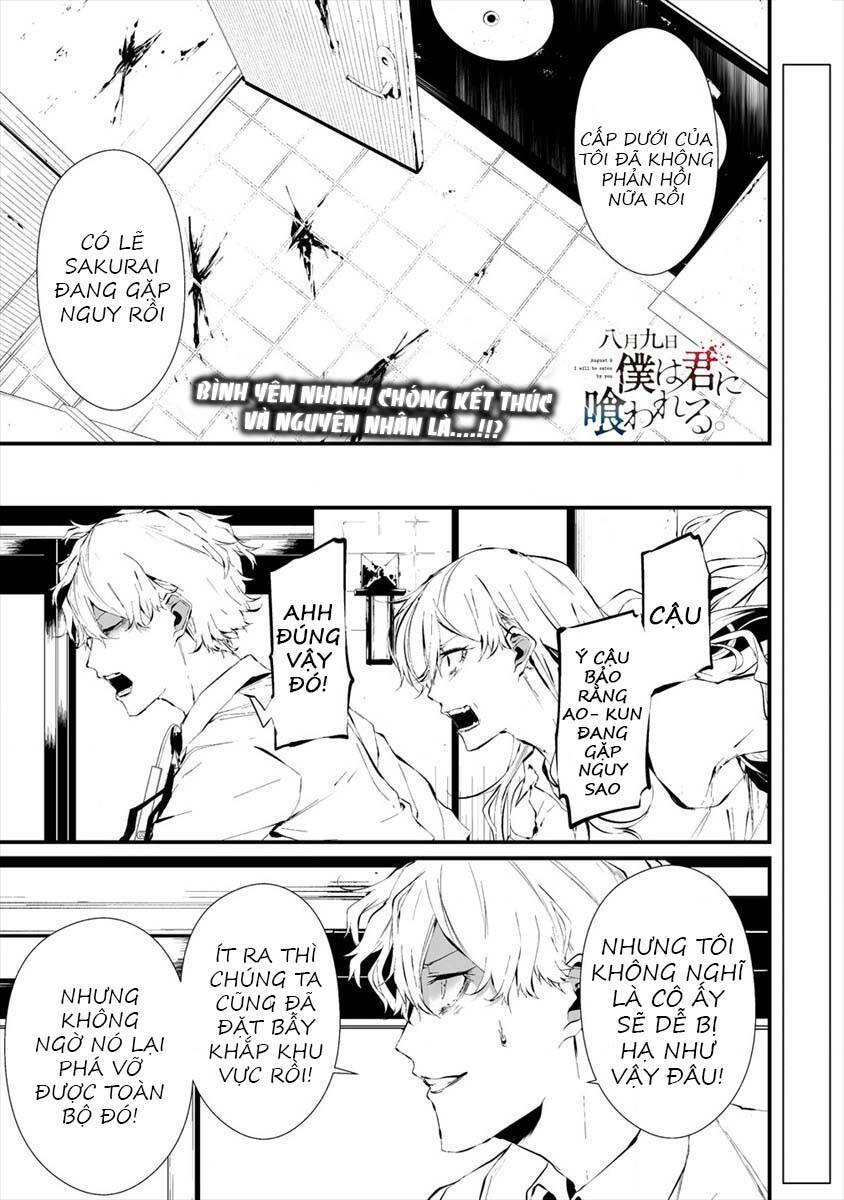 CẤP DƯỚI CỦA
TÔI ĐÃ KHÔNG
PHẢN HỒI
NỮA RỒI
CÓ LẼ
SAKURAI
ĐANG GẶP
NGUY RỒI
八月九日
August 9
I will be eaten
by you
僕は君に
喰われる。
BÌNH YÊN NHANH CHÓNG KẾT THÚC
VÀ NGUYÊN NHÂN LÀ....!!?
CẬU
Ý CẬU
BẢO
RẰNG
AO- KUN
ĐANG
GẶP
NGUY
SAO
AHH
ĐÚNG
VẬY
ĐÓ!
NHƯNG TÔI
KHÔNG NGHĨ
LÀ CÔ ẤY
SẼ DỄ BỊ
HẠ NHƯ
VẬY ĐÂU!
ÍT RA THÌ
CHÚNG TA
CŨNG ĐÃ
ĐẶT BẪY
KHẮP KHU
VỰC RỒI!
NHƯNG
KHÔNG
NGỜ NÓ LẠI
PHÁ VỠ
ĐƯỢC TOÀN
BỘ ĐÓ!